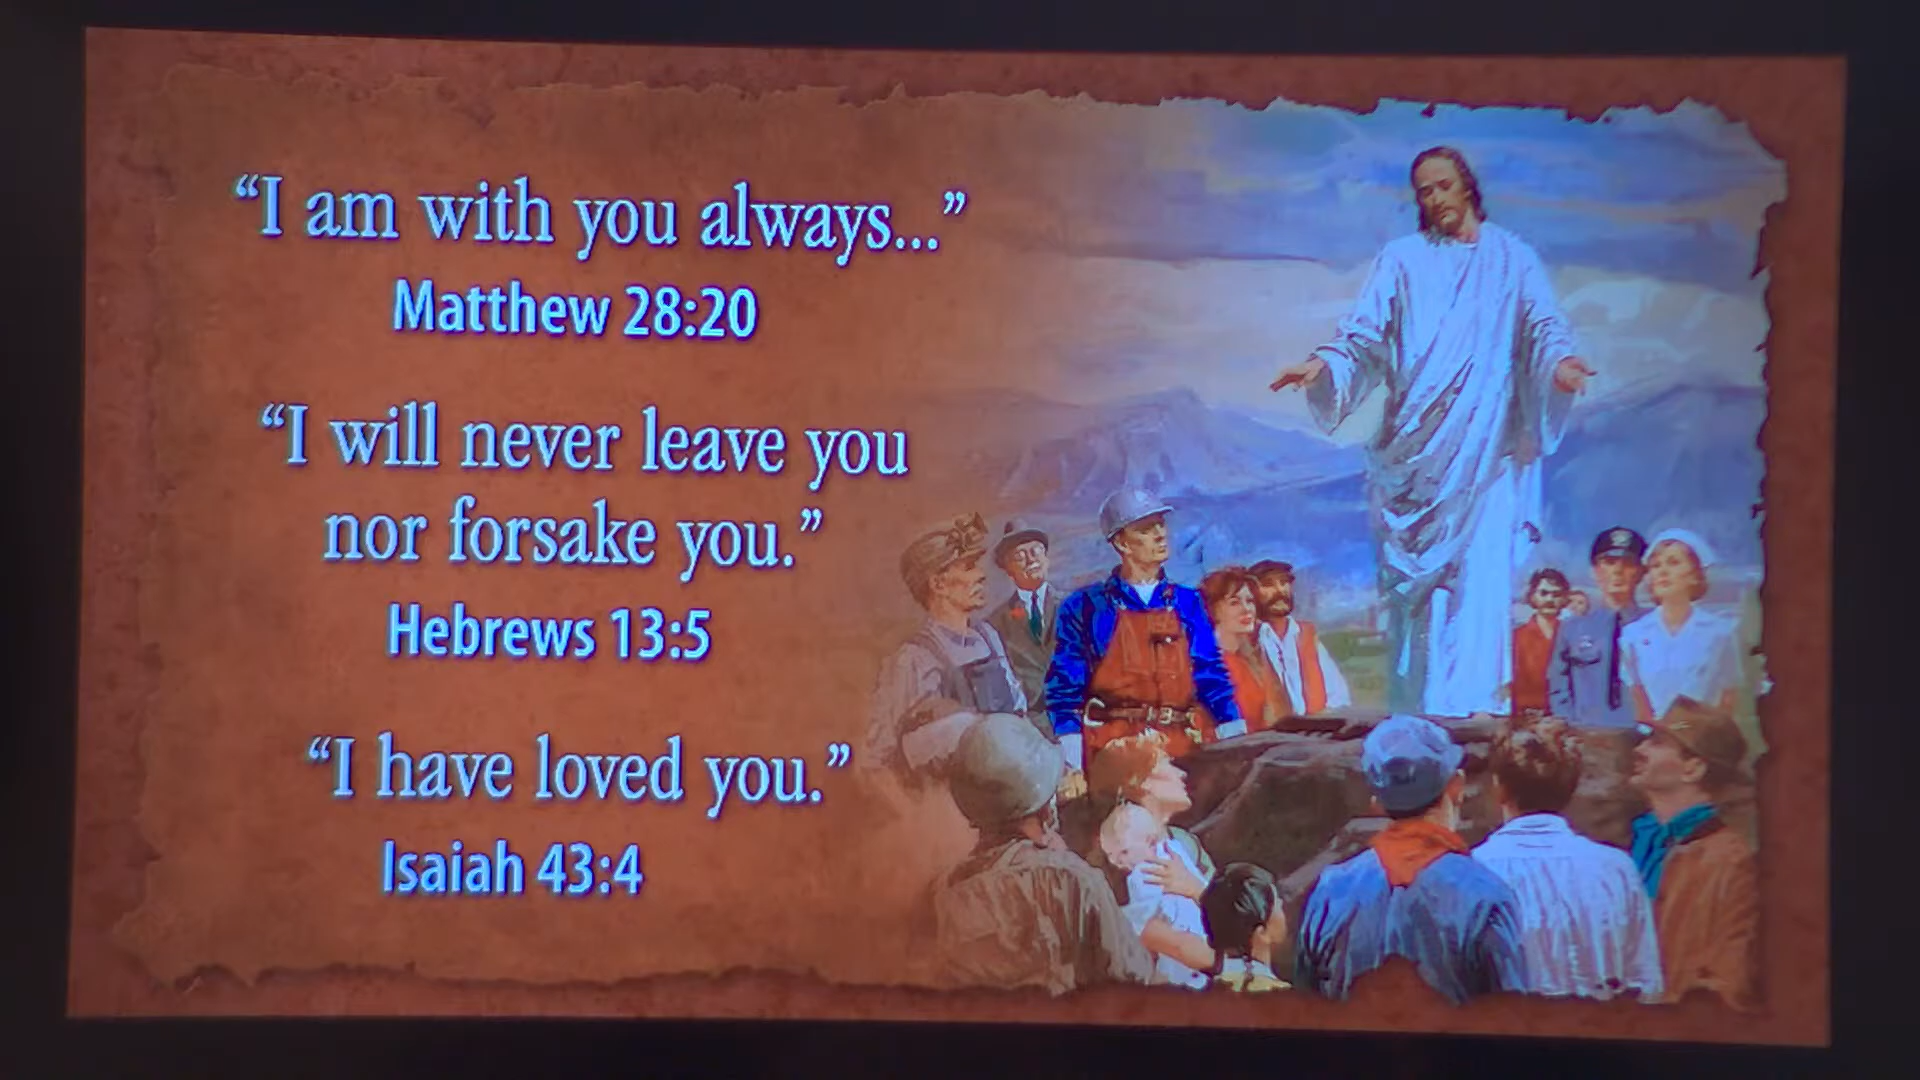 “I am with you always...”
Matthew 28:20
“I will never leave you
nor forsake you.”
Hebrews 13:5
“I have loved you.”
Isaiah 43:4